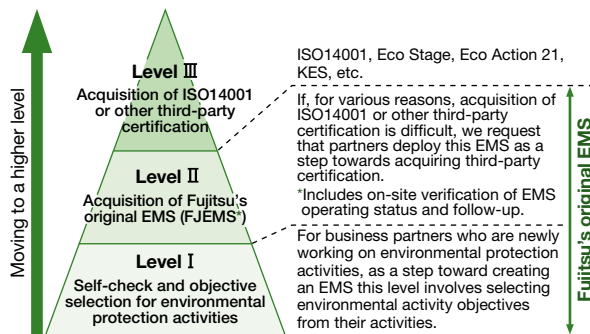 Moving to a higher level
Level Ⅲ
Acquisition of ISO14001
or other third-party
certification
Level Ⅱ
Acquisition of Fujitsu's
original EMS (FJEMS*)
Level Ⅰ
Self-check and objective
selection for environmental
protection activities
ISO14001, Eco Stage, Eco Action 21,
KES, etc.
If, for various reasons, acquisition of
ISO14001 or other third-party
certification is difficult, we request
that partners deploy this EMS as a
step towards acquiring third-party
certification.
*Includes on-site verification of EMS
operating status and follow-up.
For business partners who are newly
working on environmental protection
activities, as a step toward creating
an EMS this level involves selecting
environmental activity objectives
from their activities.
Fujitsu's original EMS